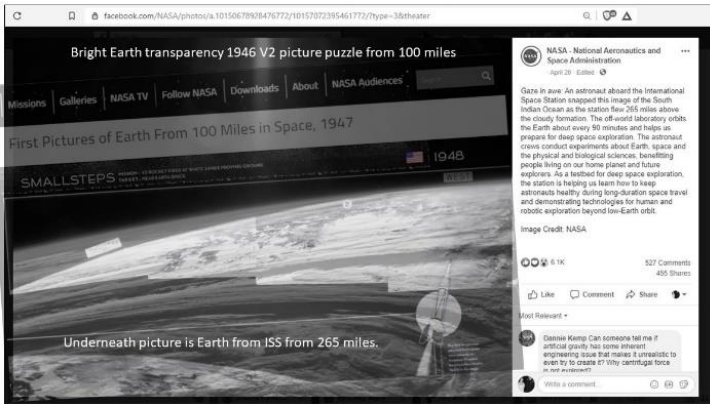 facebook.com/NASA/photos/a.10150678928476772/10157072395461772/?type=3&theater
Bright Earth transparency 1946 V2 picture puzzle from 100 miles
Missions Galleries NASA TV Follow NASA Downloads About NASA Audiences Search
First Pictures of Earth From 100 Miles in Space, 1947
1948
SMALLSTEPS
WEST
Underneath picture is Earth from ISS from 265 miles.
NASA - National Aeronautics and
Space Administration
April 26 · Edited
Gaze in awe: An astronaut aboard the International
Space Station snapped this image of the South
Indian Ocean as the station flew 265 miles above
the cloudy formation. The off-world laboratory orbits
the Earth about every 90 minutes and helps us
prepare for deep space exploration. The astronaut
crews conduct experiments about Earth, space and
the physical and biological sciences, benefitting
people living on our home planet and future
explorers. As a testbed for deep space exploration,
the station is helping us learn how to keep
astronauts healthy during long-duration space travel
and demonstrating technologies for human and
robotic exploration beyond low-Earth orbit.
Image Credit: NASA
6.1K
527 Comments
455 Shares
Like Comment Share
Most Relevant
Dannie Kemp Can someone tell me if
artificial gravity has some inherent
engineering issue that makes it unrealistic to
even try to create it? Why centrifugal force
is not explored?
Write a comment...